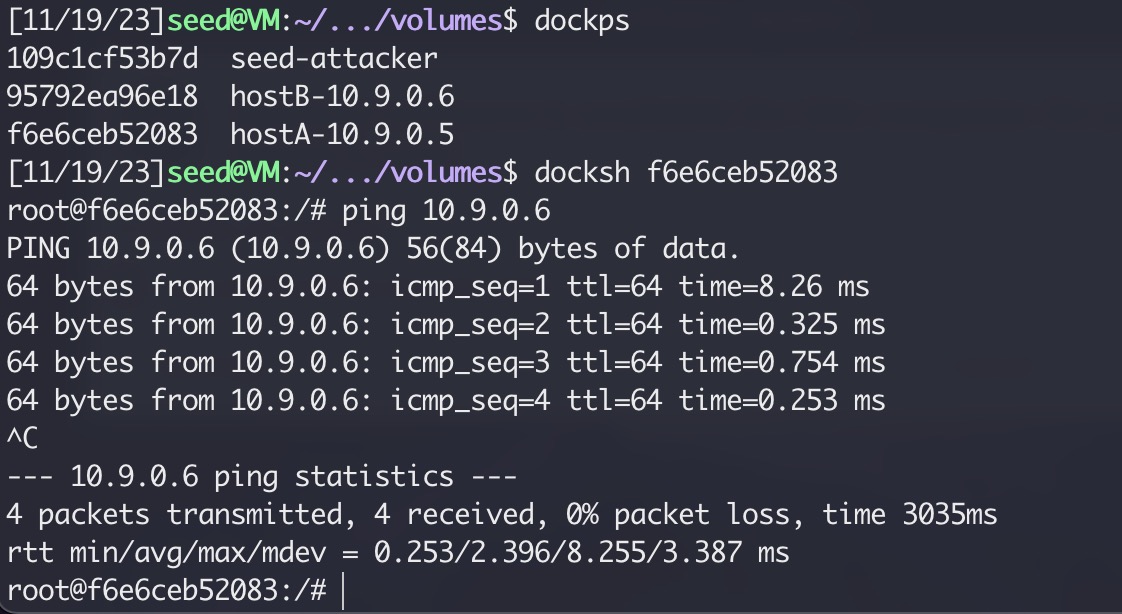 [11/19/23]seed@VM:~/.../volumes$ dockps
109c1cf53b7d  seed-attacker
95792ea96e18  hostB-10.9.0.6
f6e6ceb52083  hostA-10.9.0.5
[11/19/23]seed@VM:~/.../volumes$ docksh f6e6ceb52083
root@f6e6ceb52083:/# ping 10.9.0.6
PING 10.9.0.6 (10.9.0.6) 56(84) bytes of data.
64 bytes from 10.9.0.6: icmp_seq=1 ttl=64 time=8.26 ms
64 bytes from 10.9.0.6: icmp_seq=2 ttl=64 time=0.325 ms
64 bytes from 10.9.0.6: icmp_seq=3 ttl=64 time=0.754 ms
64 bytes from 10.9.0.6: icmp_seq=4 ttl=64 time=0.253 ms
^C
--- 10.9.0.6 ping statistics ---
4 packets transmitted, 4 received, 0% packet loss, time 3035ms
rtt min/avg/max/mdev = 0.253/2.396/8.255/3.387 ms
root@f6e6ceb52083:/#